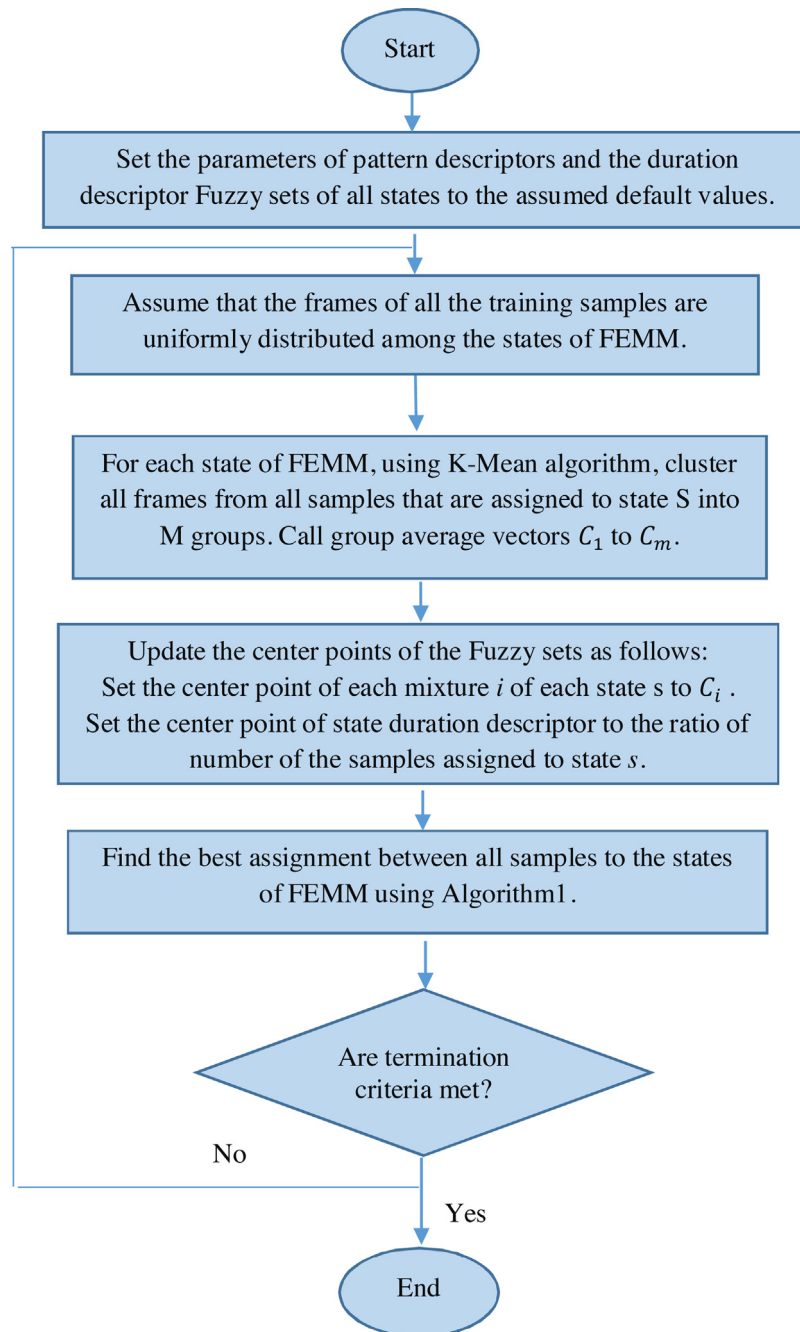 Start
Set the parameters of pattern descriptors and the duration
descriptor Fuzzy sets of all states to the assumed default values.
Assume that the frames of all the training samples are
uniformly distributed among the states of FEMM.
For each state of FEMM, using K-Mean algorithm, cluster
all frames from all samples that are assigned to state S into
M groups. Call group average vectors C₁ to Cₘ.
Update the center points of the Fuzzy sets as follows:
Set the center point of each mixture i of each state s to Cᵢ .
Set the center point of state duration descriptor to the ratio of
number of the samples assigned to state s.
Find the best assignment between all samples to the states
of FEMM using Algorithm1.
Are termination
criteria met?
No
Yes
End